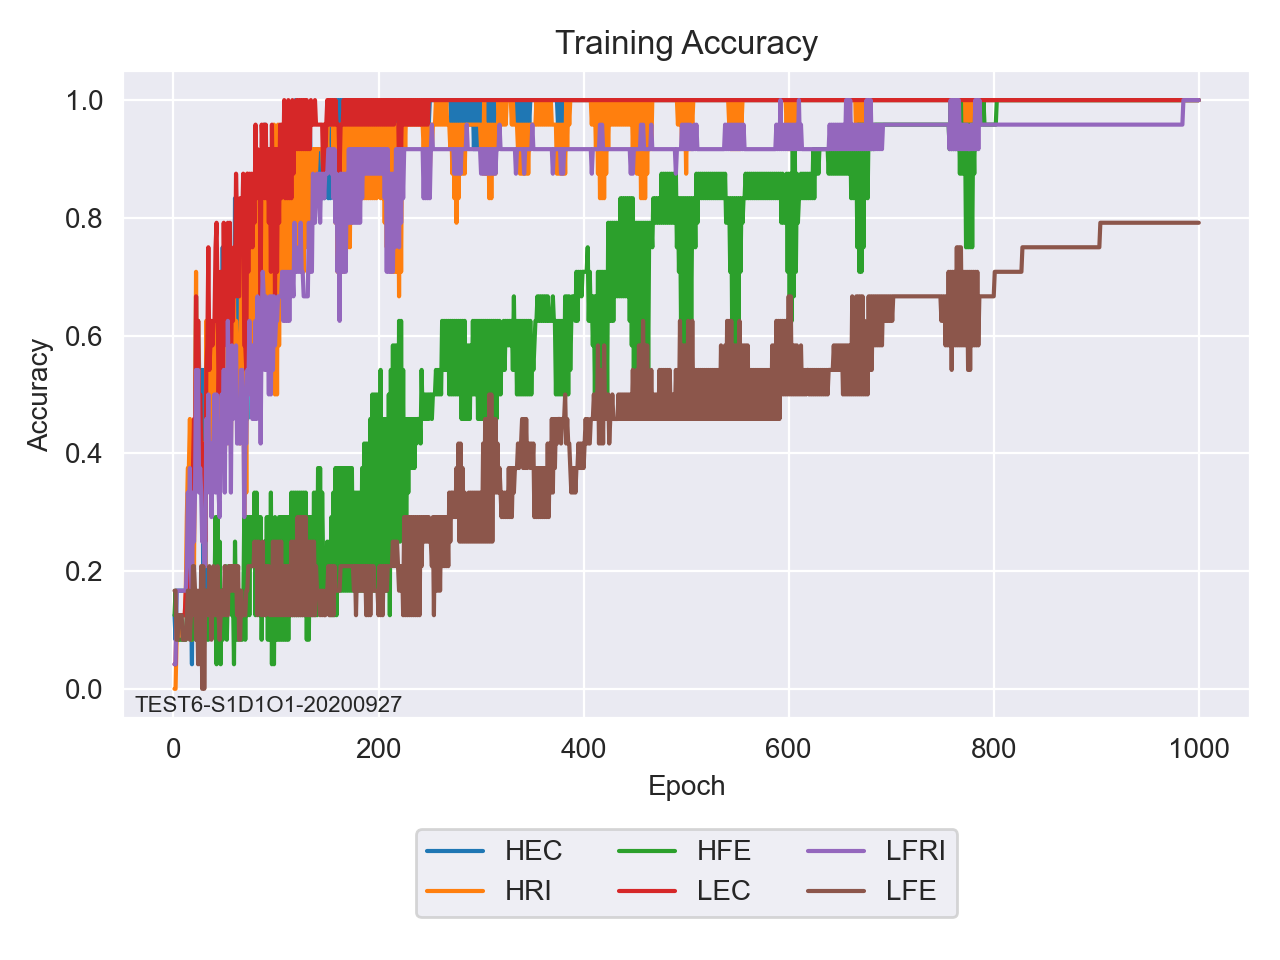 Training Accuracy
Accuracy
1.0
0.8
0.6
0.4
0.2
0.0
TEST6-S1D1O1-20200927
0 200 400 600 800 1000
Epoch
HEC HFE LFRI
HRI LEC LFE